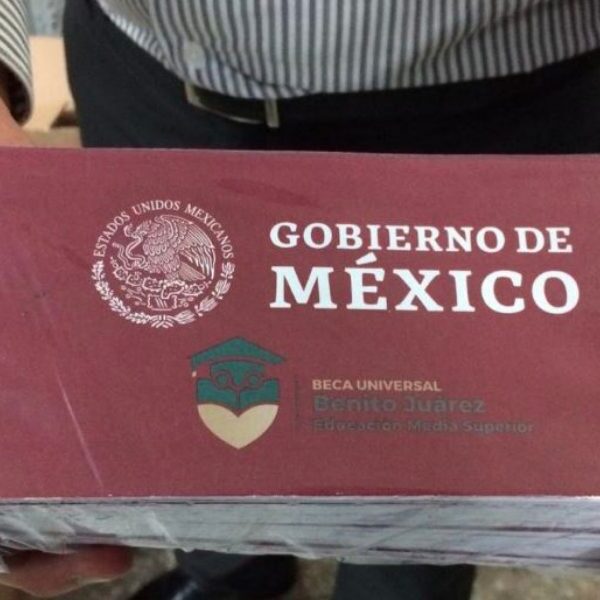 ESTADOS UNIDOS MEXICANOS
GOBIERNO DE
MÉXICO
BECA UNIVERSAL
Benito Juárez
Educación Media Superior